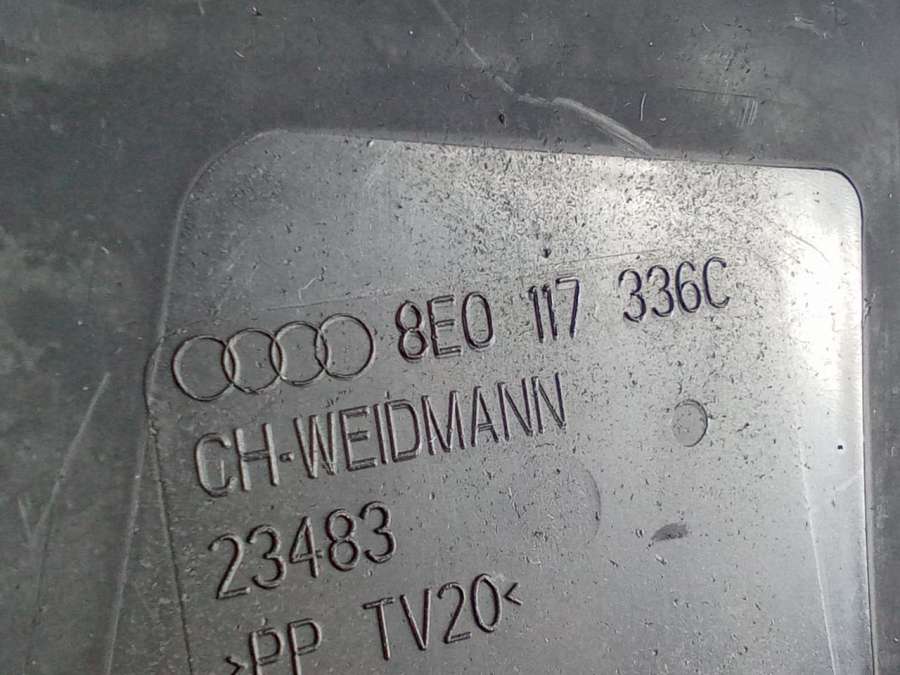 8E0 117 336C
CH-WEIDMANN
23483
>PP TV20<